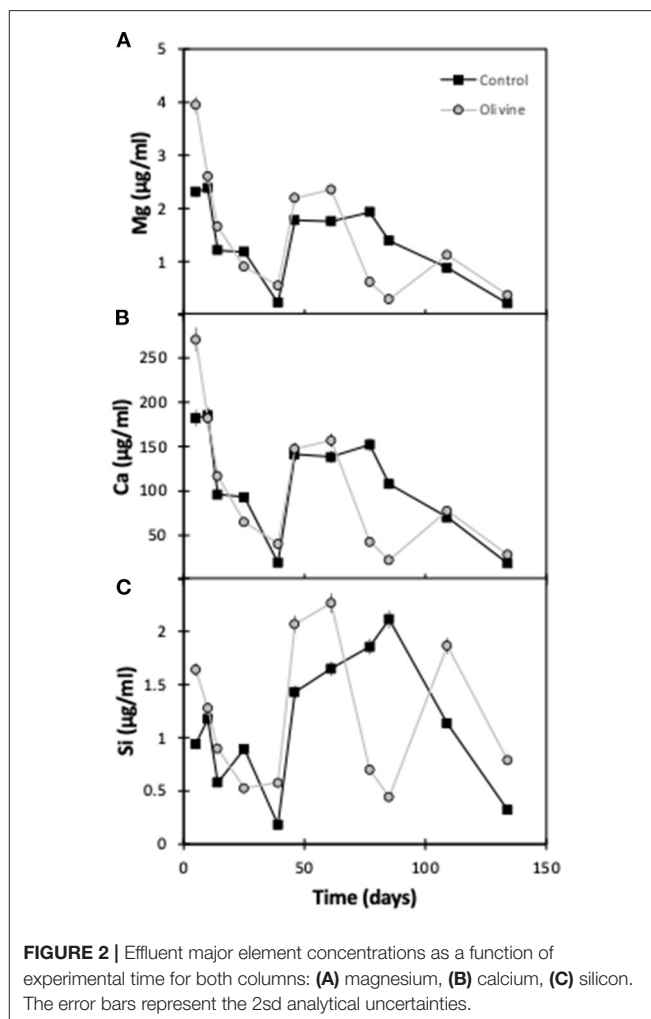 A
5
4
3
2
1
Mg (µg/ml)
Control
Olivine
B
250
200
150
100
50
Ca (µg/ml)
C
2
1.5
1
0.5
0
Si (µg/ml)
0 50 100 150
Time (days)
FIGURE 2 | Effluent major element concentrations as a function of
experimental time for both columns: (A) magnesium, (B) calcium, (C) silicon.
The error bars represent the 2sd analytical uncertainties.